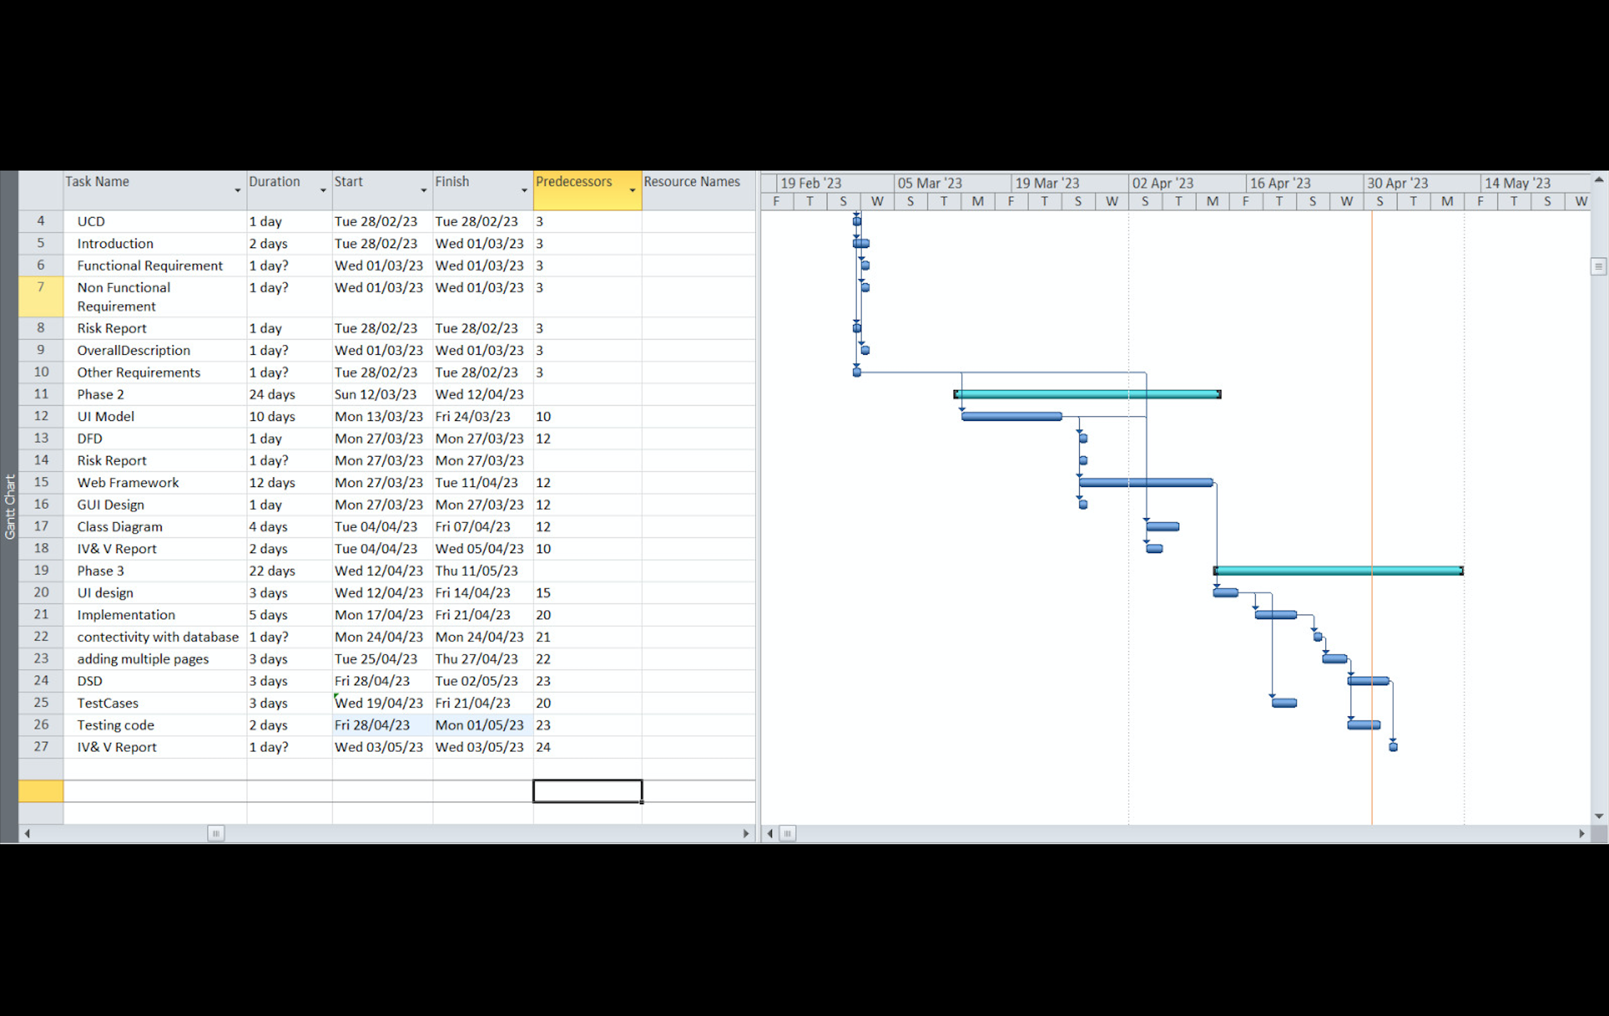 Task Name Duration Start Finish Predecessors Resource Names
4 UCD 1 day Tue 28/02/23 Tue 28/02/23 3
5 Introduction 2 days Tue 28/02/23 Wed 01/03/23 3
6 Functional Requirement 1 day? Wed 01/03/23 Wed 01/03/23 3
7 Non Functional 1 day? Wed 01/03/23 Wed 01/03/23 3
Requirement
8 Risk Report 1 day Tue 28/02/23 Tue 28/02/23 3
9 OverallDescription 1 day? Wed 01/03/23 Wed 01/03/23 3
10 Other Requirements 1 day? Tue 28/02/23 Tue 28/02/23 3
11 Phase 2 24 days Sun 12/03/23 Wed 12/04/23
12 UI Model 10 days Mon 13/03/23 Fri 24/03/23 10
13 DFD 1 day Mon 27/03/23 Mon 27/03/23 12
14 Risk Report 1 day? Mon 27/03/23 Mon 27/03/23
15 Web Framework 12 days Mon 27/03/23 Tue 11/04/23 12
16 GUI Design 1 day Mon 27/03/23 Mon 27/03/23 12
17 Class Diagram 4 days Tue 04/04/23 Fri 07/04/23 12
18 IV& V Report 2 days Tue 04/04/23 Wed 05/04/23 10
19 Phase 3 22 days Wed 12/04/23 Thu 11/05/23
20 UI design 3 days Wed 12/04/23 Fri 14/04/23 15
21 Implementation 5 days Mon 17/04/23 Fri 21/04/23 20
22 contectivity with database 1 day? Mon 24/04/23 Mon 24/04/23 21
23 adding multiple pages 3 days Tue 25/04/23 Thu 27/04/23 22
24 DSD 3 days Fri 28/04/23 Tue 02/05/23 23
25 TestCases 3 days Wed 19/04/23 Fri 21/04/23 20
26 Testing code 2 days Fri 28/04/23 Mon 01/05/23 23
27 IV& V Report 1 day? Wed 03/05/23 Wed 03/05/23 24
Gantt Chart
19 Feb '23 05 Mar '23 19 Mar '23 02 Apr '23 16 Apr '23 30 Apr '23 14 May '23
F T S W S T M F T S W S T M F T S W S T M F T S W